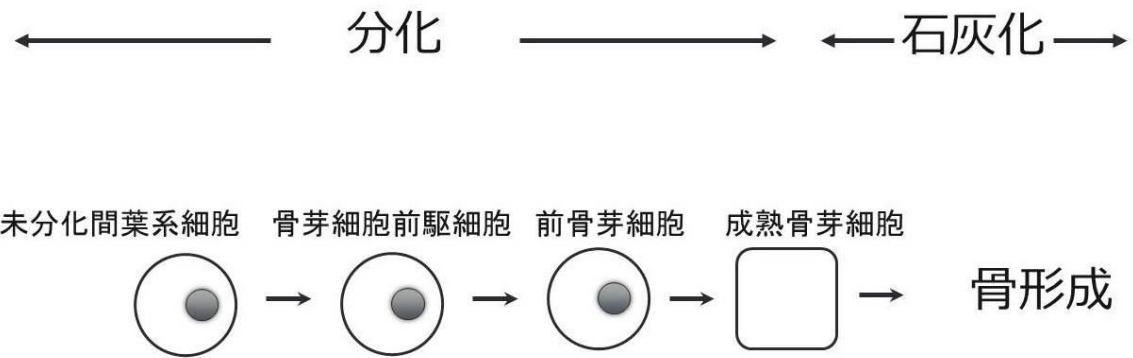 分化
石灰化
未分化間葉系細胞
骨芽細胞前駆細胞
前骨芽細胞
成熟骨芽細胞
骨形成